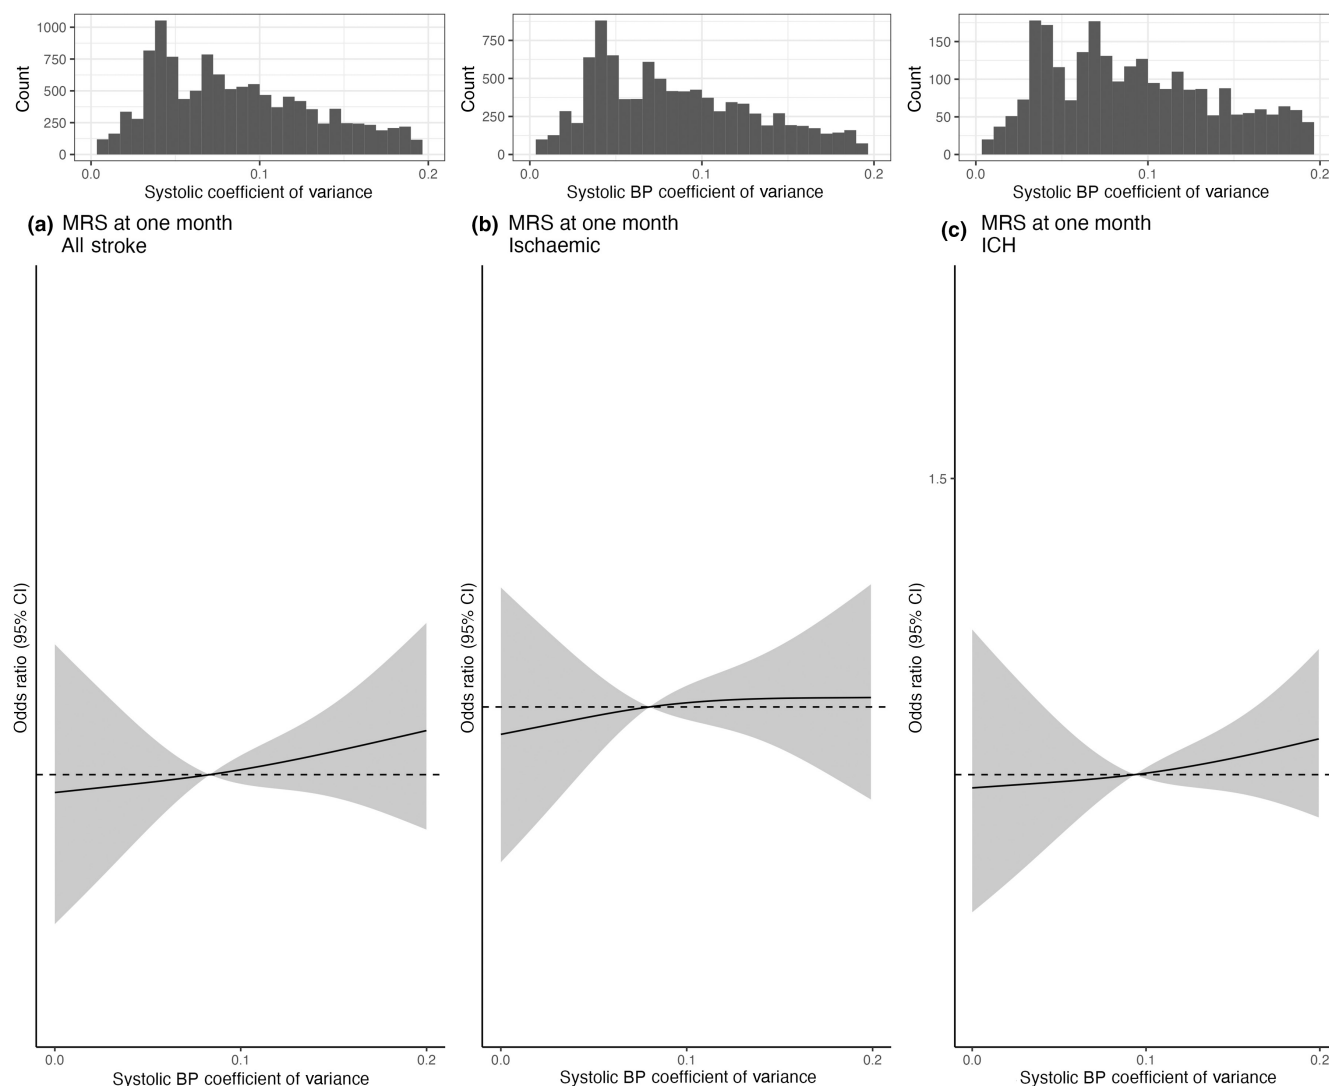 1000
750
500
250
0
Count
0.0 0.1 0.2
Systolic coefficient of variance
750
500
250
0
Count
0.0 0.1 0.2
Systolic BP coefficient of variance
150
100
50
0
Count
0.0 0.1 0.2
Systolic BP coefficient of variance
(a) MRS at one month
All stroke
Odds ratio (95% CI)
0.0 0.1 0.2
Systolic BP coefficient of variance
(b) MRS at one month
Ischaemic
Odds ratio (95% CI)
0.0 0.1 0.2
Systolic BP coefficient of variance
(c) MRS at one month
ICH
1.5
Odds ratio (95% CI)
0.0 0.1 0.2
Systolic BP coefficient of variance